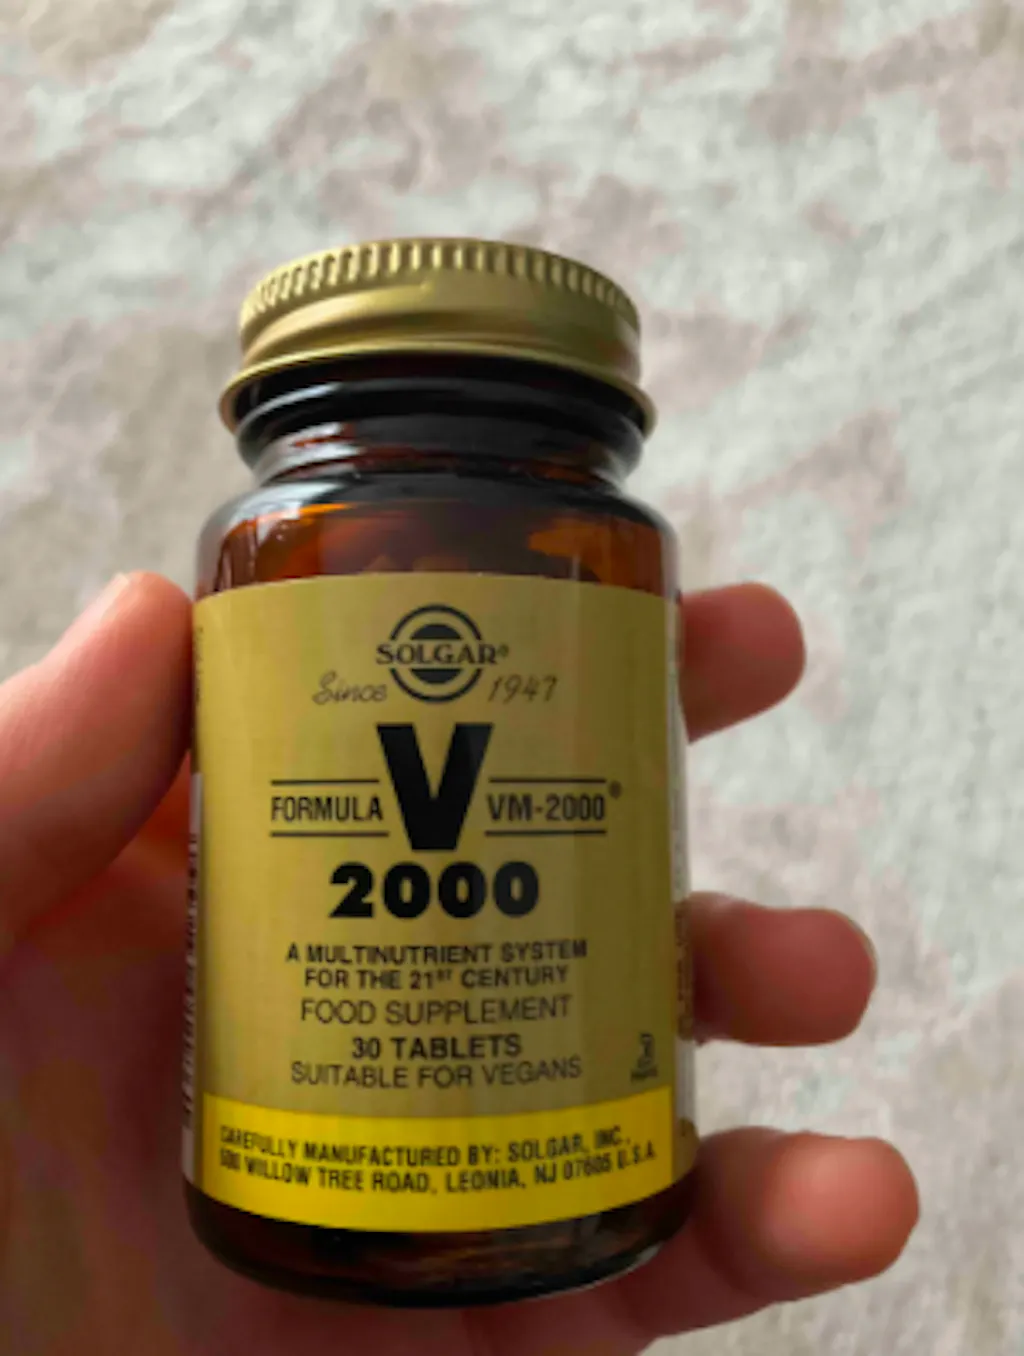 SOLGAR®
Since 1947
V
FORMULA VM-2000®
2000
A MULTINUTRIENT SYSTEM
FOR THE 21ST CENTURY
FOOD SUPPLEMENT
30 TABLETS
SUITABLE FOR VEGANS
CAREFULLY MANUFACTURED BY: SOLGAR, INC.,
500 WILLOW TREE ROAD, LEONIA, NJ 07605 U.S.A.